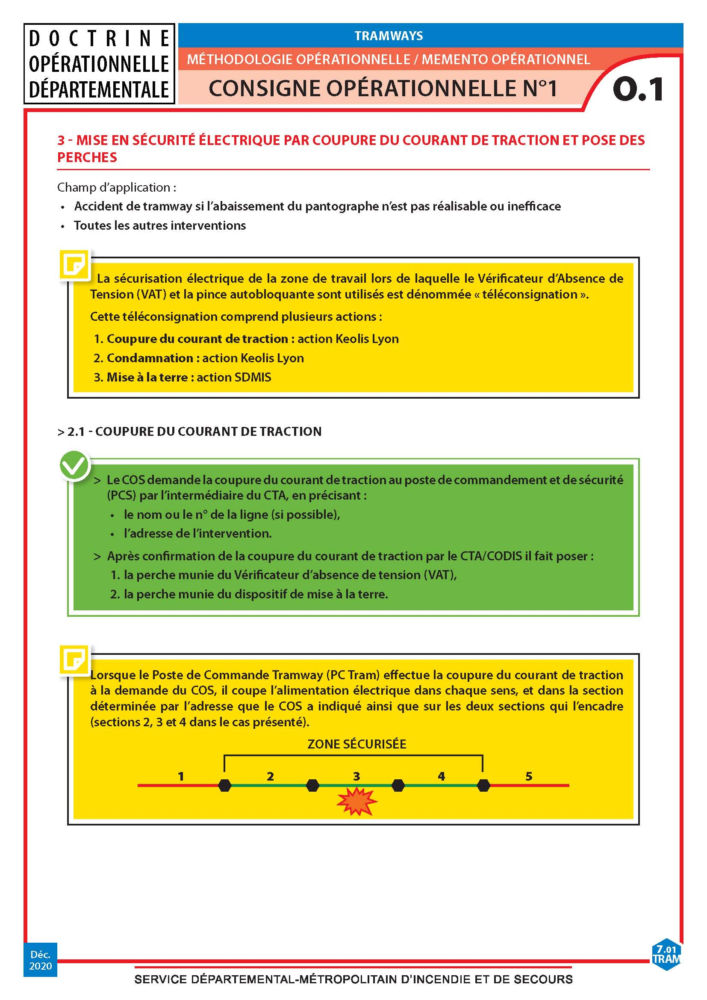 DOCTRINE
OPÉRATIONNELLE
DÉPARTEMENTALE
TRAMWAYS
MÉTHODOLOGIE OPÉRATIONNELLE / MEMENTO OPÉRATIONNEL
CONSIGNE OPÉRATIONNELLE N°1
O.1
3 - MISE EN SÉCURITÉ ÉLECTRIQUE PAR COUPURE DU COURANT DE TRACTION ET POSE DES
PERCHES
Champ d'application :
• Accident de tramway si l'abaissement du pantographe n'est pas réalisable ou inefficace
• Toutes les autres interventions
La sécurisation électrique de la zone de travail lors de laquelle le Vérificateur d'Absence de
Tension (VAT) et la pince autobloquante sont utilisés est dénommée « téléconsignation ».
Cette téléconsignation comprend plusieurs actions :
1. Coupure du courant de traction : action Keolis Lyon
2. Condamnation : action Keolis Lyon
3. Mise à la terre : action SDMIS
> 2.1 - COUPURE DU COURANT DE TRACTION
> Le COS demande la coupure du courant de traction au poste de commandement et de sécurité
(PCS) par l'intermédiaire du CTA, en précisant :
• le nom ou le n° de la ligne (si possible),
• l'adresse de l'intervention.
> Après confirmation de la coupure du courant de traction par le CTA/CODIS il fait poser :
1. la perche munie du Vérificateur d'absence de tension (VAT),
2. la perche munie du dispositif de mise à la terre.
Lorsque le Poste de Commande Tramway (PC Tram) effectue la coupure du courant de traction
à la demande du COS, il coupe l'alimentation électrique dans chaque sens, et dans la section
déterminée par l'adresse que le COS a indiqué ainsi que sur les deux sections qui l'encadre
(sections 2, 3 et 4 dans le cas présenté).
ZONE SÉCURISÉE
1 2 3 4 5
Déc.
2020
7.01
TRAM
SERVICE DÉPARTEMENTAL-MÉTROPOLITAIN D'INCENDIE ET DE SECOURS